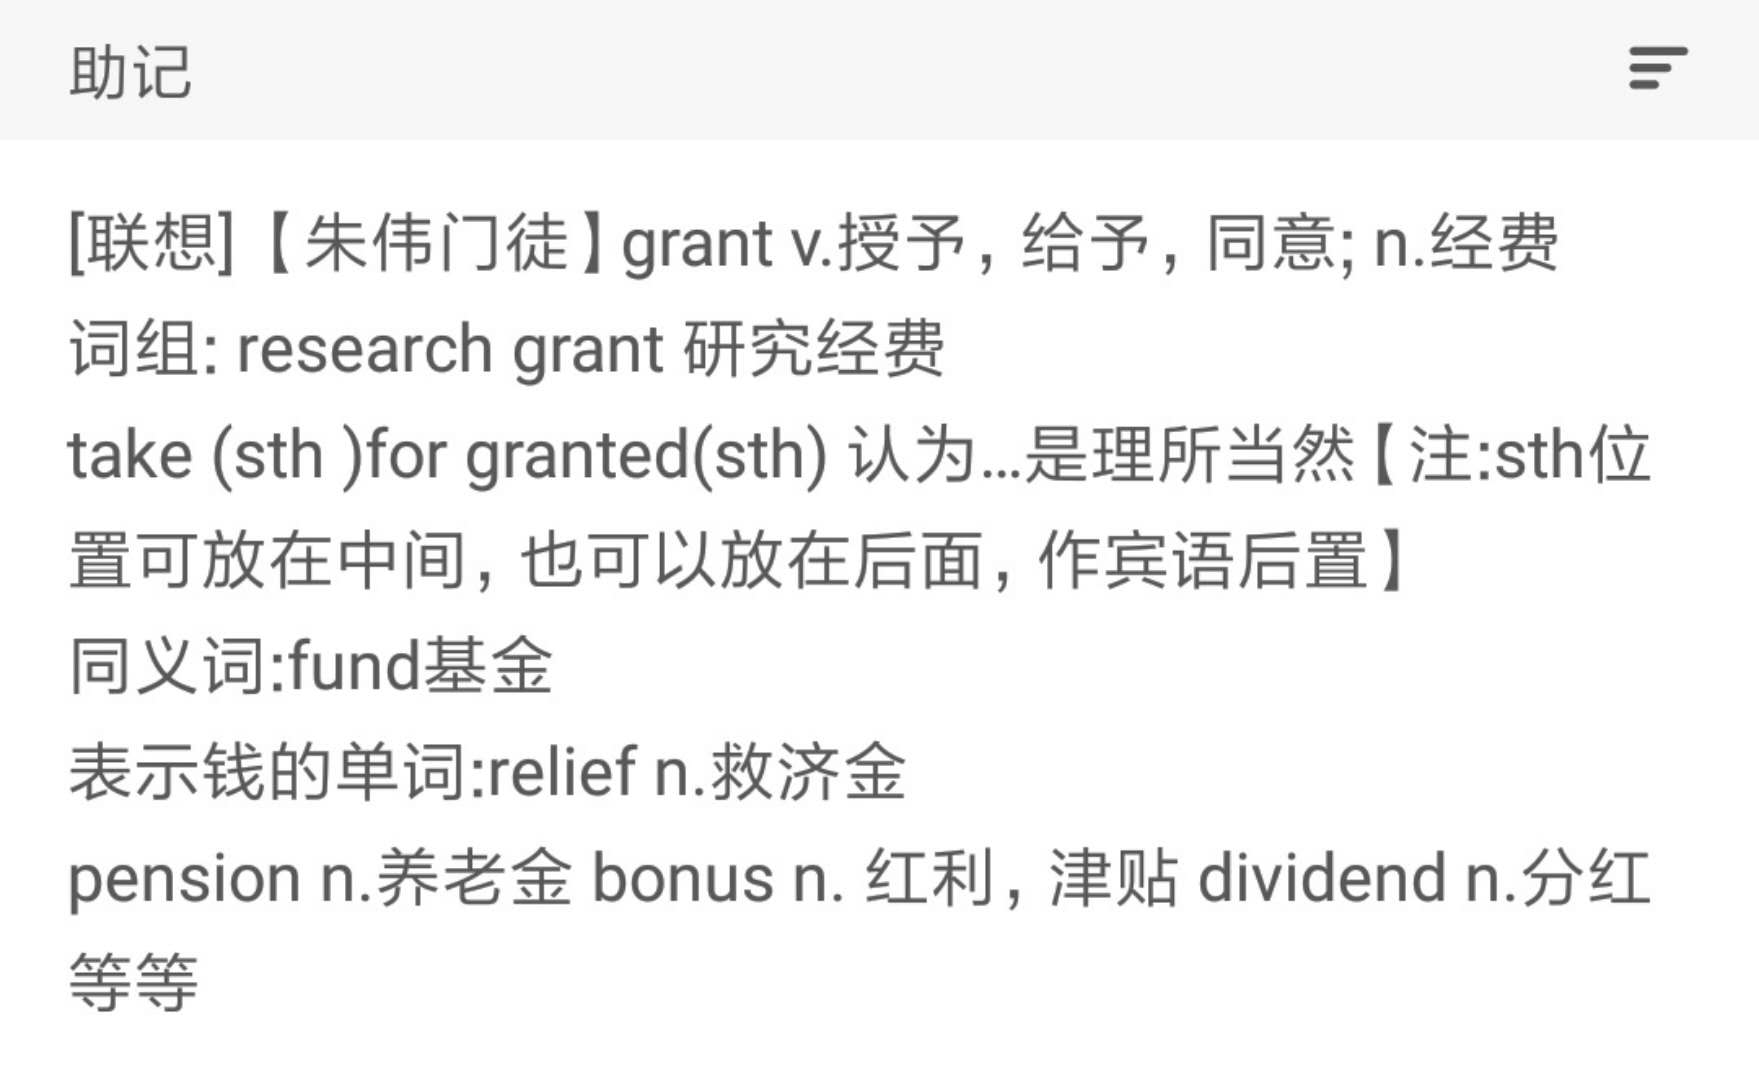 助记
[联想]【朱伟门徒】grant v.授予，给予，同意; n.经费
词组: research grant 研究经费
take (sth )for granted(sth) 认为...是理所当然【注:sth位
置可放在中间，也可以放在后面，作宾语后置】
同义词:fund基金
表示钱的单词:relief n.救济金
pension n.养老金 bonus n. 红利，津贴 dividend n.分红
等等